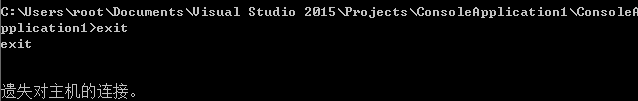 C:\Users\root\Documents\Visual Studio 2015\Projects\ConsoleApplication1\ConsoleA
pplication1>exit
exit
遗失对主机的连接。